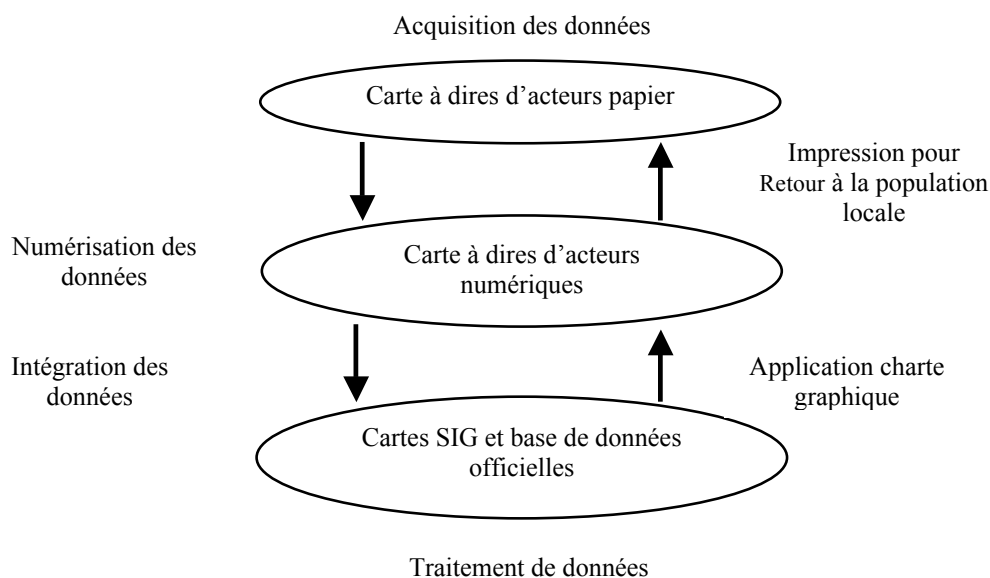 Acquisition des données
Carte à dires d’acteurs papier
Impression pour
Retour à la population
locale
Numérisation des
données
Carte à dires d’acteurs
numériques
Intégration des
données
Application charte
graphique
Cartes SIG et base de données
officielles
Traitement de données